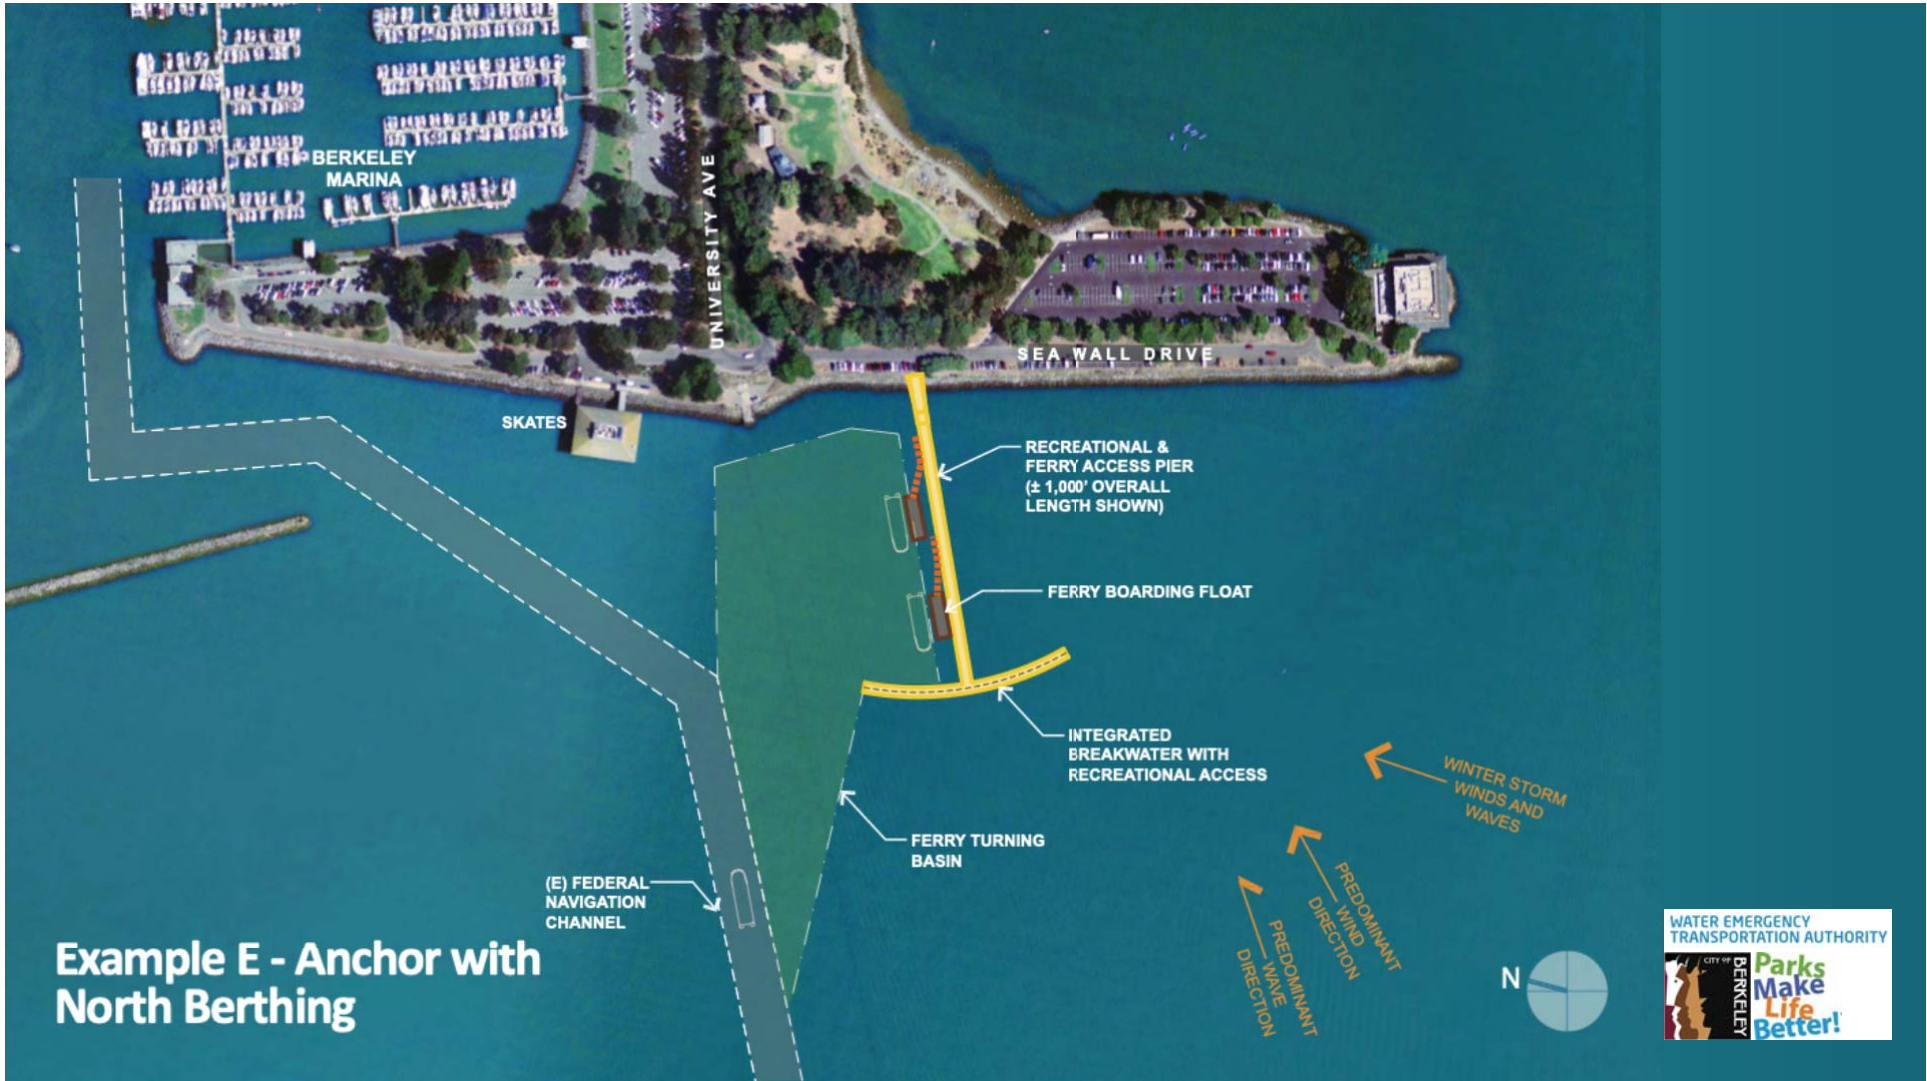 BERKELEY
MARINA
UNIVERSITY AVE
SEA WALL DRIVE
SKATES
RECREATIONAL &
FERRY ACCESS PIER
(± 1,000' OVERALL
LENGTH SHOWN)
FERRY BOARDING FLOAT
INTEGRATED
BREAKWATER WITH
RECREATIONAL ACCESS
WINTER STORM
WINDS AND
WAVES
FERRY TURNING
BASIN
PREDOMINANT
WIND
DIRECTION
PREDOMINANT
WAVE
DIRECTION
(E) FEDERAL
NAVIGATION
CHANNEL
Example E - Anchor with
North Berthing
N
WATER EMERGENCY
TRANSPORTATION AUTHORITY
CITY OF
BERKELEY
Parks
Make
Life
Better!